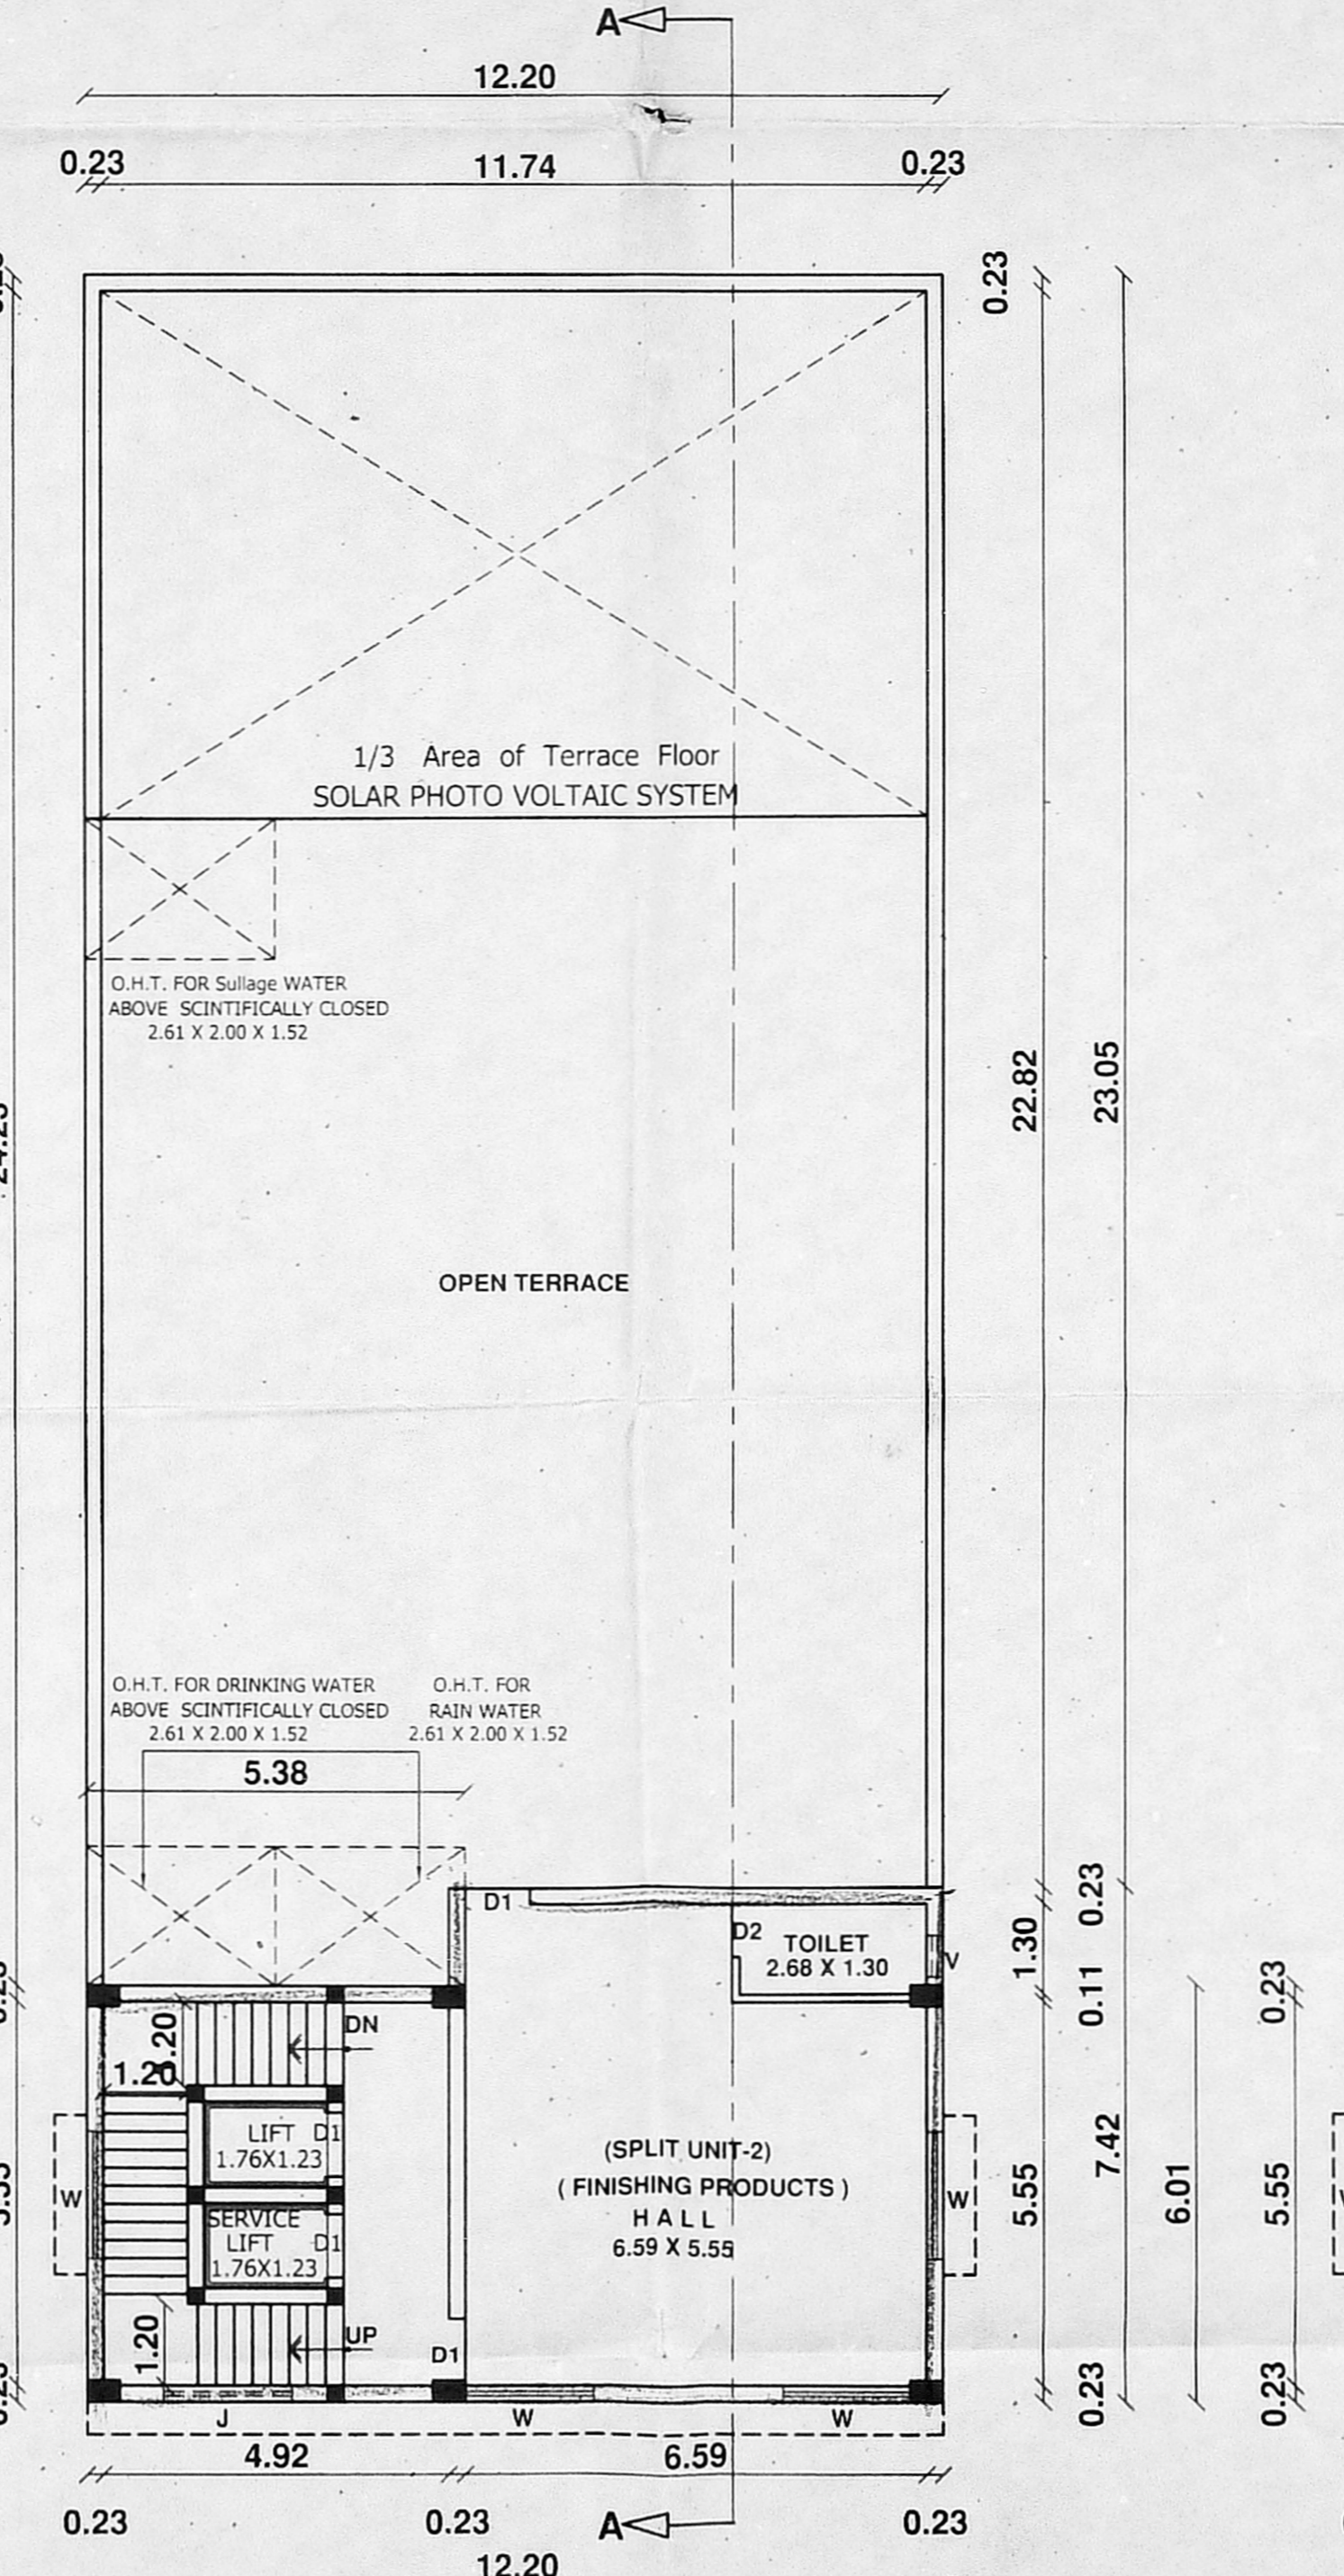 A
12.20
0.23
11.74
0.23
0.23
1/3 Area of Terrace Floor
SOLAR PHOTO VOLTAIC SYSTEM
O.H.T. FOR Sullage WATER
ABOVE SCINTIFICALLY CLOSED
2.61 X 2.00 X 1.52
22.82
23.05
OPEN TERRACE
O.H.T. FOR DRINKING WATER
ABOVE SCINTIFICALLY CLOSED
2.61 X 2.00 X 1.52
O.H.T. FOR
RAIN WATER
2.61 X 2.00 X 1.52
5.38
D1
D2
TOILET
2.68 X 1.30
V
1.30
0.23
0.11
0.23
DN
1.20
LIFT D1
1.76X1.23
SERVICE
LIFT D1
1.76X1.23
W
(SPLIT UNIT-2)
( FINISHING PRODUCTS )
HALL
6.59 X 5.55
W
5.55
7.42
6.01
5.55
1.20
UP
D1
0.23
0.23
J
W
W
4.92
6.59
0.23
0.23
A
0.23
12.20